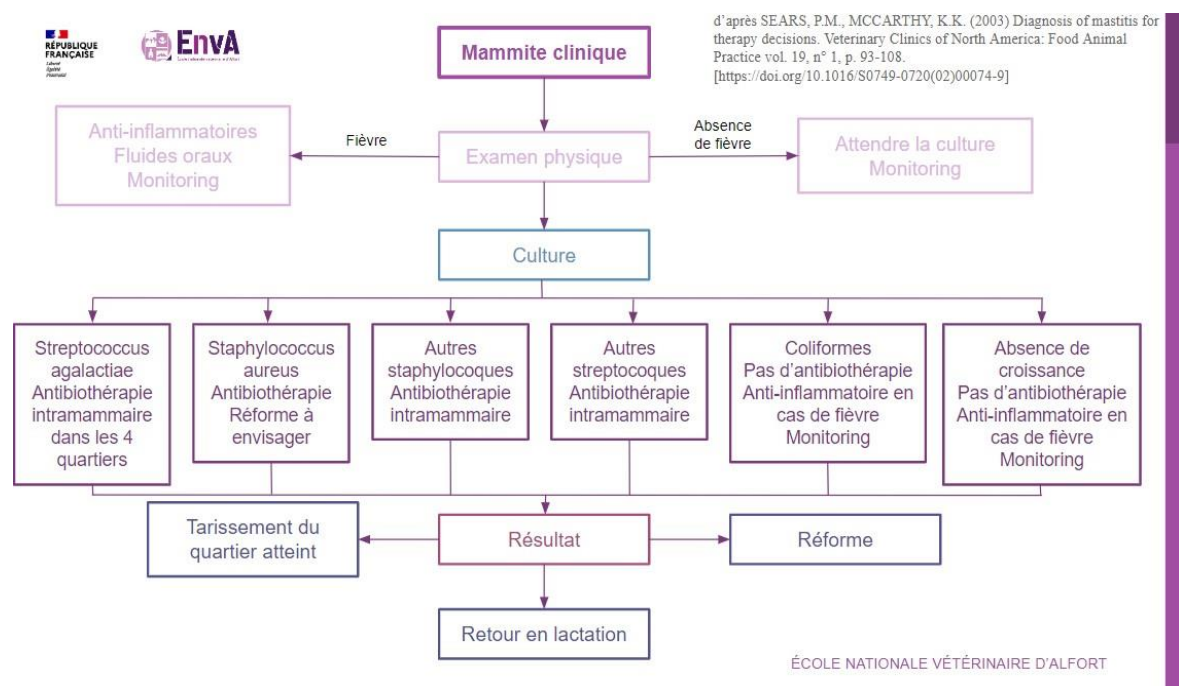 d'après SEARS, P.M., MCCARTHY, K.K. (2003) Diagnosis of mastitis for
therapy decisions. Veterinary Clinics of North America: Food Animal
Practice vol. 19, n° 1, p. 93-108.
[https://doi.org/10.1016/S0749-0720(02)00074-9]
RÉPUBLIQUE
FRANÇAISE
Liberté
Égalité
Fraternité
EnvA
Mammite clinique
Anti-inflammatoires
Fluides oraux
Monitoring
Fièvre
Examen physique
Absence
de fièvre
Attendre la culture
Monitoring
Culture
Streptococcus
agalactiae
Antibiothérapie
intramammaire
dans les 4
quartiers
Staphylococcus
aureus
Antibiothérapie
Réforme à
envisager
Autres
staphylocoques
Antibiothérapie
intramammaire
Autres
streptocoques
Antibiothérapie
intramammaire
Coliformes
Pas d'antibiothérapie
Anti-inflammatoire en
cas de fièvre
Monitoring
Absence de
croissance
Pas d'antibiothérapie
Anti-inflammatoire en
cas de fièvre
Monitoring
Tarissement du
quartier atteint
Résultat
Réforme
Retour en lactation
ÉCOLE NATIONALE VÉTÉRINAIRE D'ALFORT